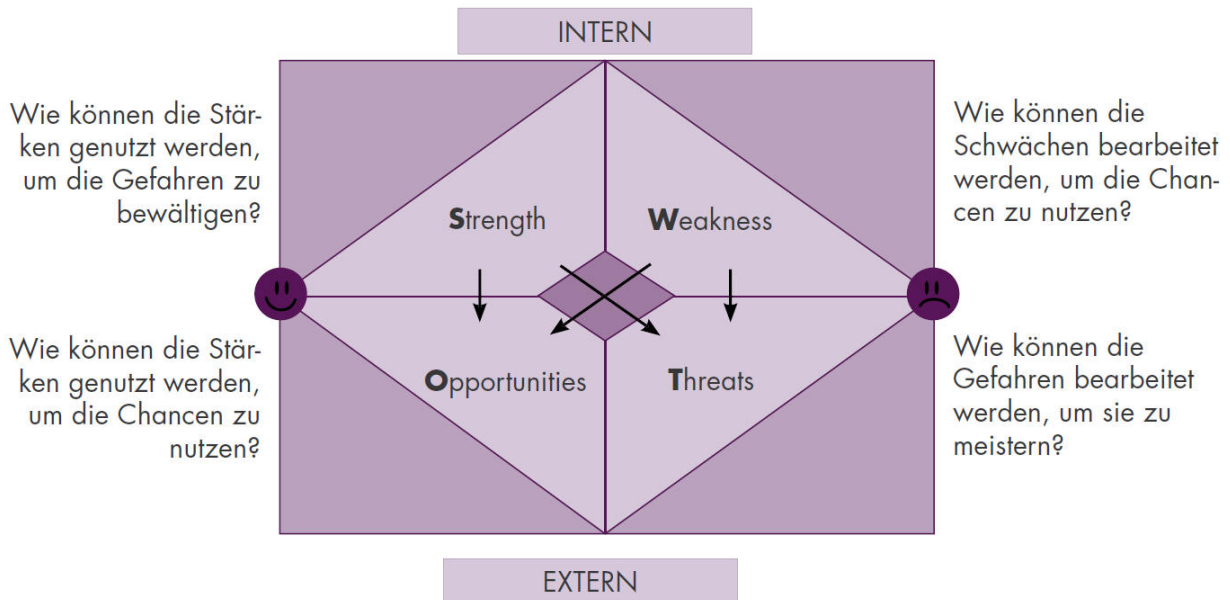 INTERN
Wie können die Stär-
ken genutzt werden,
um die Gefahren zu
bewältigen?
Wie können die
Schwächen bearbeitet
werden, um die Chan-
cen zu nutzen?
Strength
Weakness
Opportunities
Threats
Wie können die Stär-
ken genutzt werden,
um die Chancen zu
nutzen?
Wie können die
Gefahren bearbeitet
werden, um sie zu
meistern?
EXTERN